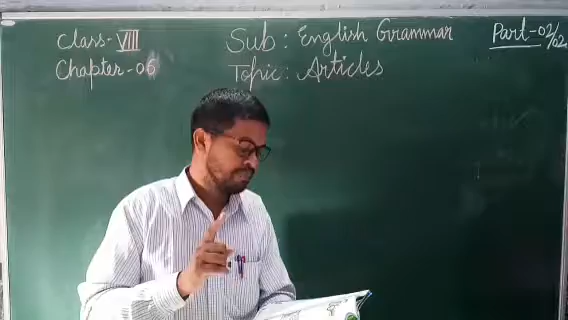 Class-VIII
Sub : English Grammar
Part-02/02
Chapter-06
Topic : Articles